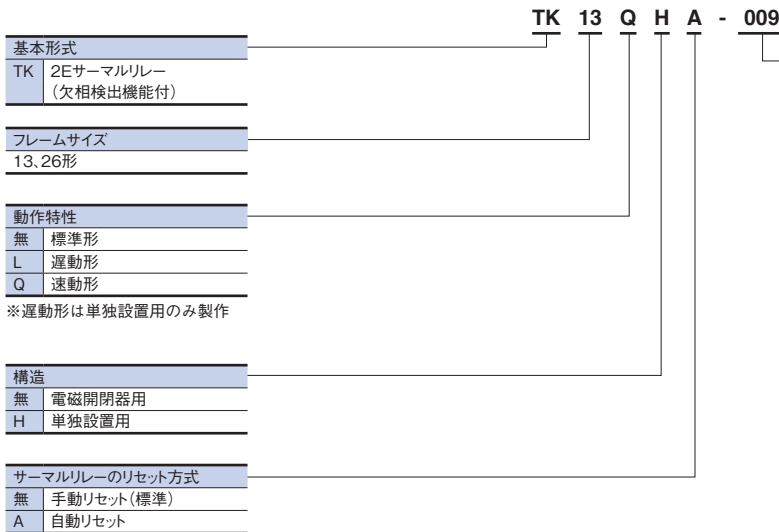 TK 13 Q H A - 009
基本形式
TK 2Eサーマルリレー
（欠相検出機能付）
フレームサイズ
13、26形
動作特性
無 標準形
L 遅動形
Q 速動形
※遅動形は単独設置用のみ製作
構造
無 電磁開閉器用
H 単独設置用
サーマルリレーのリセット方式
無 手動リセット（標準）
A 自動リセット